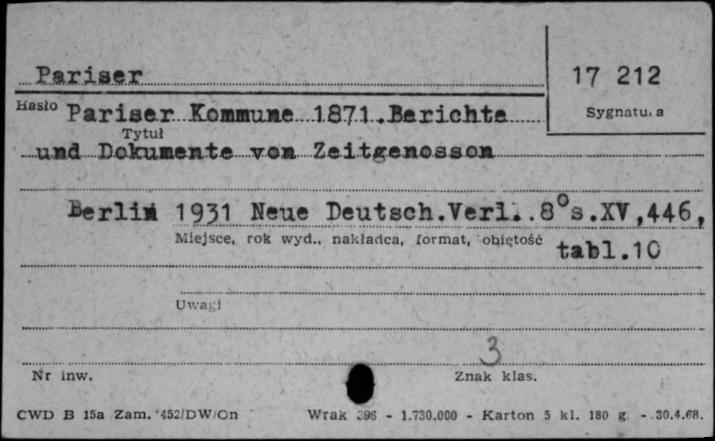 Pariser
17 212
Hasło Pariser Kommune 1871.Berichte
Sygnatura
Tytuł
und Dokumente von Zeitgenosson
Berlin 1931 Neue Deutsch.Verl. 8°s.XV,446,
Miejsce, rok wyd., nakładca, format, objętość
tabl.10
Uwagi
3
Nr inw.
Znak klas.
CWD B 15a Zam. 452/DW/On Wrak 396 - 1.730.000 - Karton 5 kl. 180 g. - 30.4.68.